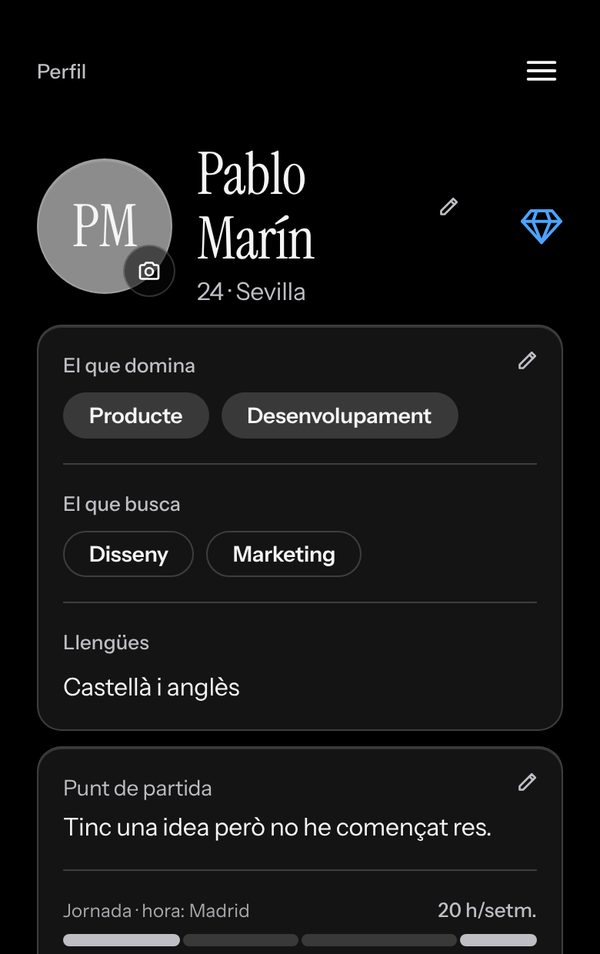 Perfil
Pablo
Marín
PM
24 · Sevilla
El que domina
Producte Desenvolupament
El que busca
Disseny Marketing
Llengües
Castellà i anglès
Punt de partida
Tinc una idea però no he començat res.
Jornada · hora: Madrid 20 h/setm.